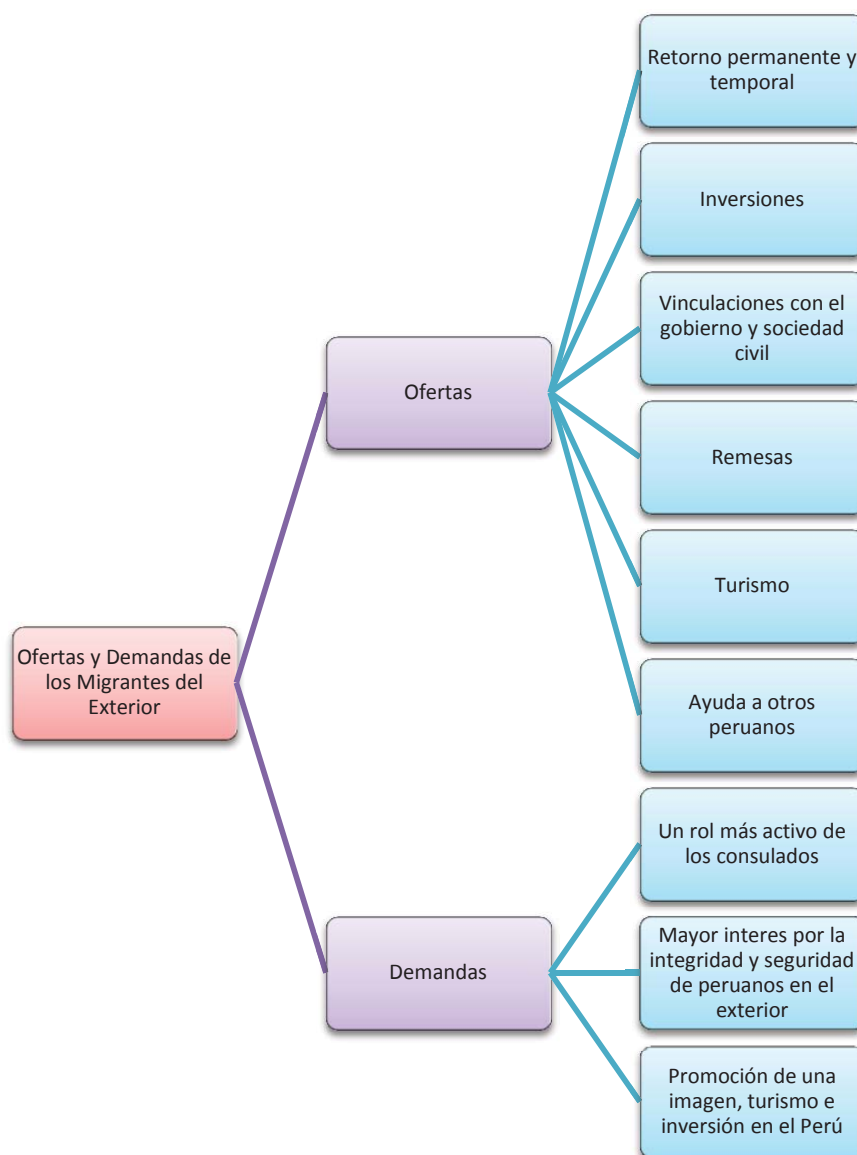 Ofertas y Demandas de
los Migrantes del
Exterior
Ofertas
Retorno permanente y
temporal
Inversiones
Vinculaciones con el
gobierno y sociedad
civil
Remesas
Turismo
Ayuda a otros
peruanos
Demandas
Un rol más activo de
los consulados
Mayor interes por la
integridad y seguridad
de peruanos en el
exterior
Promoción de una
imagen, turismo e
inversión en el Perú